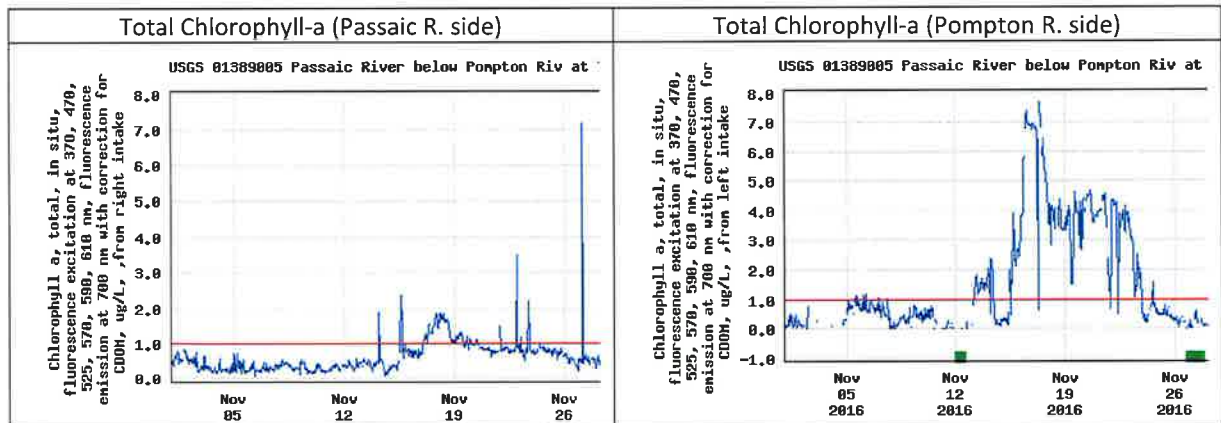 Total Chlorophyll-a (Passaic R. side)
Total Chlorophyll-a (Pompton R. side)
USGS 01389005 Passaic River below Pompton Riv at
Chlorophyll a, total, in situ,
fluorescence excitation at 370, 470,
525, 570, 590, 610 nm, fluorescence
emission at 700 nm with correction for
CDOM, ug/L, ,from right intake
8.0
7.0
6.0
5.0
4.0
3.0
2.0
1.0
0.0
Nov
05
Nov
12
Nov
19
Nov
26
USGS 01389005 Passaic River below Pompton Riv at
Chlorophyll a, total, in situ,
fluorescence excitation at 370, 470,
525, 570, 590, 610 nm, fluorescence
emission at 700 nm with correction for
CDOM, ug/L, ,from left intake
8.0
7.0
6.0
5.0
4.0
3.0
2.0
1.0
0.0
-1.0
Nov
05
2016
Nov
12
2016
Nov
19
2016
Nov
26
2016